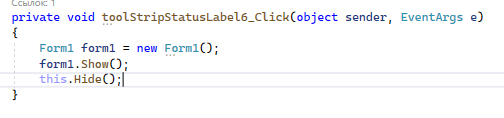 Ссылок: 1
private void toolStripStatusLabel6_Click(object sender, EventArgs e)
{
Form1 form1 = new Form1();
form1.Show();
this.Hide();
}